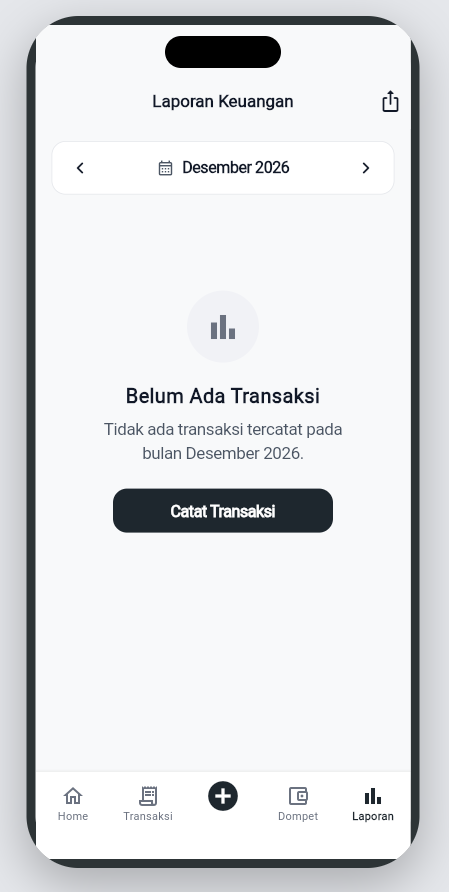 Laporan Keuangan
Desember 2026
Belum Ada Transaksi
Tidak ada transaksi tercatat pada
bulan Desember 2026.
Catat Transaksi
Home
Transaksi
Dompet
Laporan